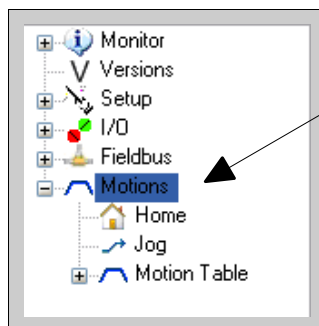 Monitor
Versions
Setup
I/O
Fieldbus
Motions
Home
Jog
Motion Table